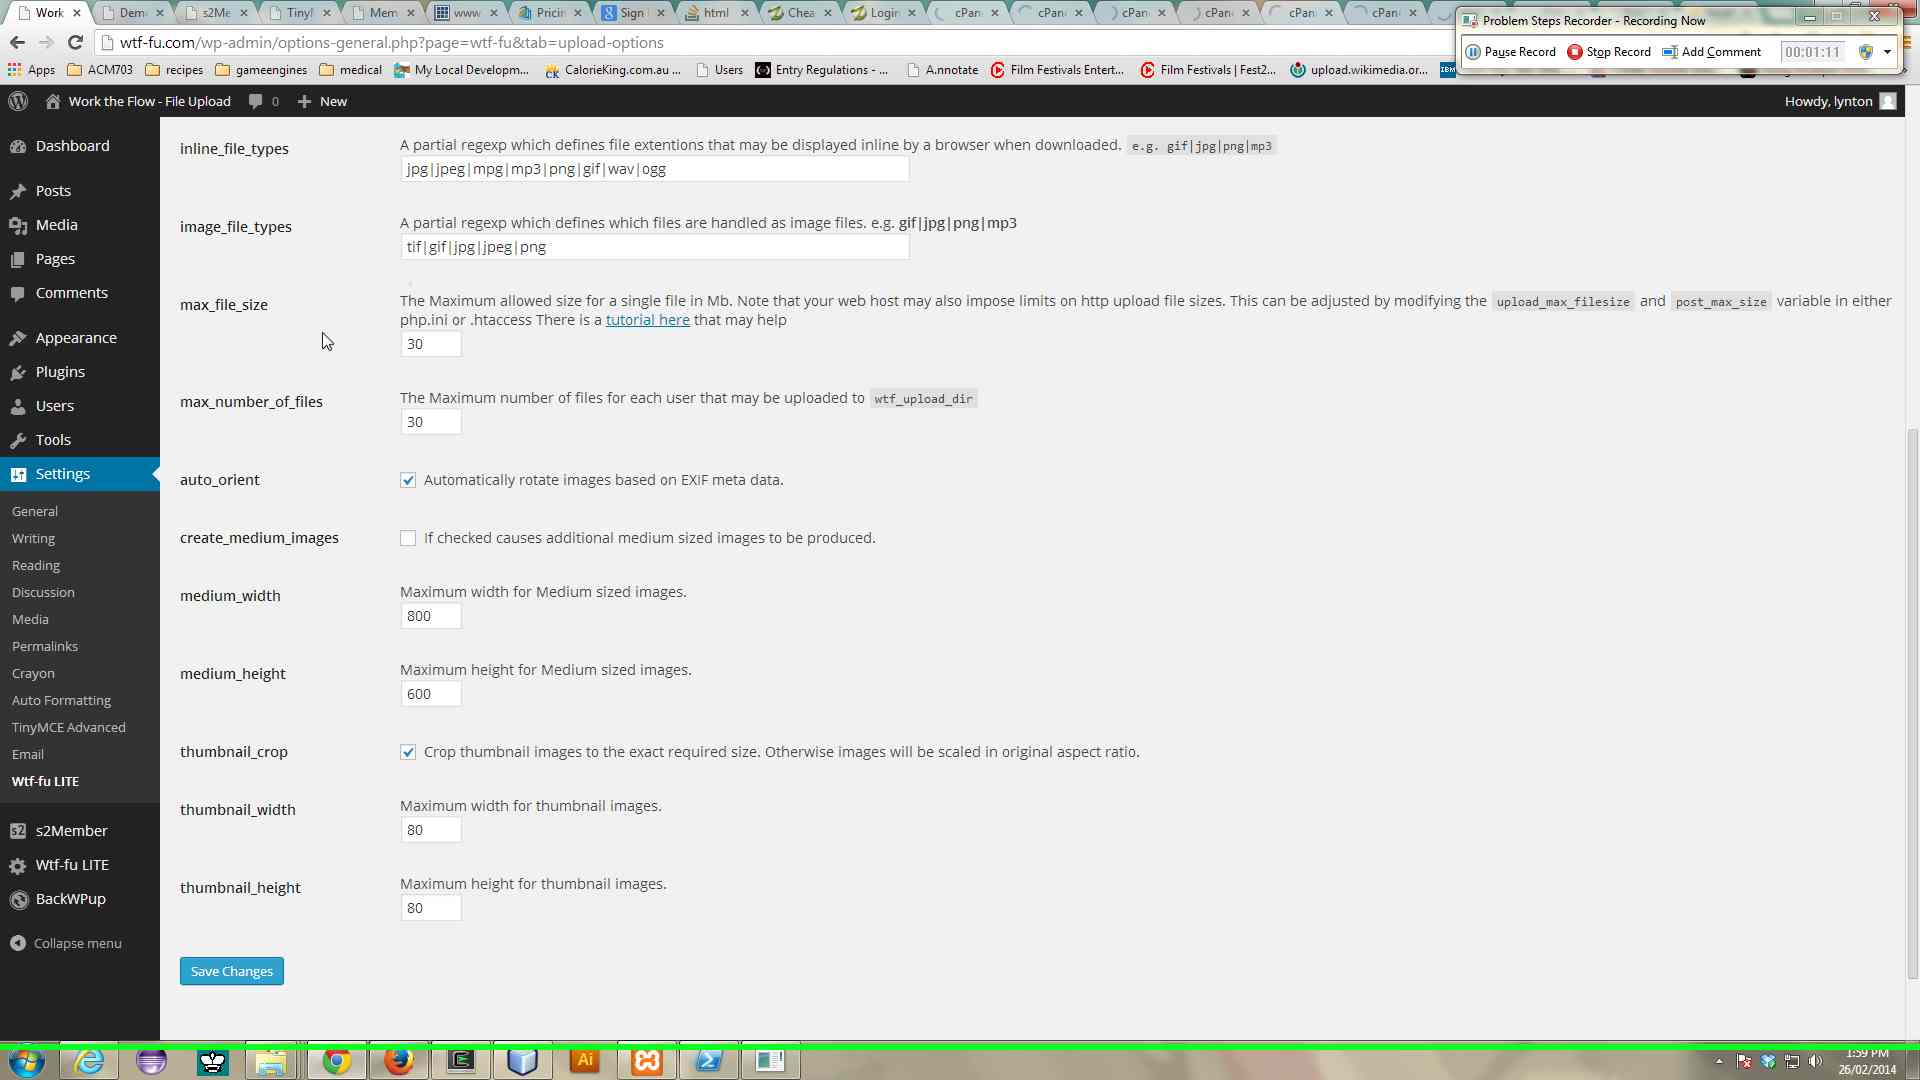 Work
Dem
s2Me
Tiny
Mem
www
Pricin
Sign
html
Chea
Login
cPan
cPan
cPan
cPan
cPan
cPan
Problem Steps Recorder - Recording Now
wtf-fu.com/wp-admin/options-general.php?page=wtf-fu&tab=upload-options
Pause Record
Stop Record
Add Comment
00:01:11
Apps
ACM703
recipes
gameengines
medical
My Local Developm...
CK
CalorieKing.com.au ...
Users
Entry Regulations - ...
A.nnotate
Film Festivals Entert...
Film Festivals | Fest2...
upload.wikimedia.or...
IBM
Work the Flow - File Upload
0
New
Howdy, lynton
Dashboard
Posts
Media
Pages
Comments
Appearance
Plugins
Users
Tools
Settings
General
Writing
Reading
Discussion
Media
Permalinks
Crayon
Auto Formatting
TinyMCE Advanced
Email
Wtf-fu LITE
s2
s2Member
Wtf-fu LITE
BackWPup
Collapse menu
inline_file_types
A partial regexp which defines file extentions that may be displayed inline by a browser when downloaded. e.g. gif|jpg|png|mp3
jpg|jpeg|mpg|mp3|png|gif|wav|ogg
image_file_types
A partial regexp which defines which files are handled as image files. e.g. gif|jpg|png|mp3
tif|gif|jpg|jpeg|png
max_file_size
The Maximum allowed size for a single file in Mb. Note that your web host may also impose limits on http upload file sizes. This can be adjusted by modifying the upload_max_filesize and post_max_size variable in either
php.ini or .htaccess There is a tutorial here that may help
30
max_number_of_files
The Maximum number of files for each user that may be uploaded to wtf_upload_dir
30
auto_orient
Automatically rotate images based on EXIF meta data.
create_medium_images
If checked causes additional medium sized images to be produced.
medium_width
Maximum width for Medium sized images.
800
medium_height
Maximum height for Medium sized images.
600
thumbnail_crop
Crop thumbnail images to the exact required size. Otherwise images will be scaled in original aspect ratio.
thumbnail_width
Maximum width for thumbnail images.
80
thumbnail_height
Maximum height for thumbnail images.
80
Save Changes
Ai
1:59 PM
26/02/2014